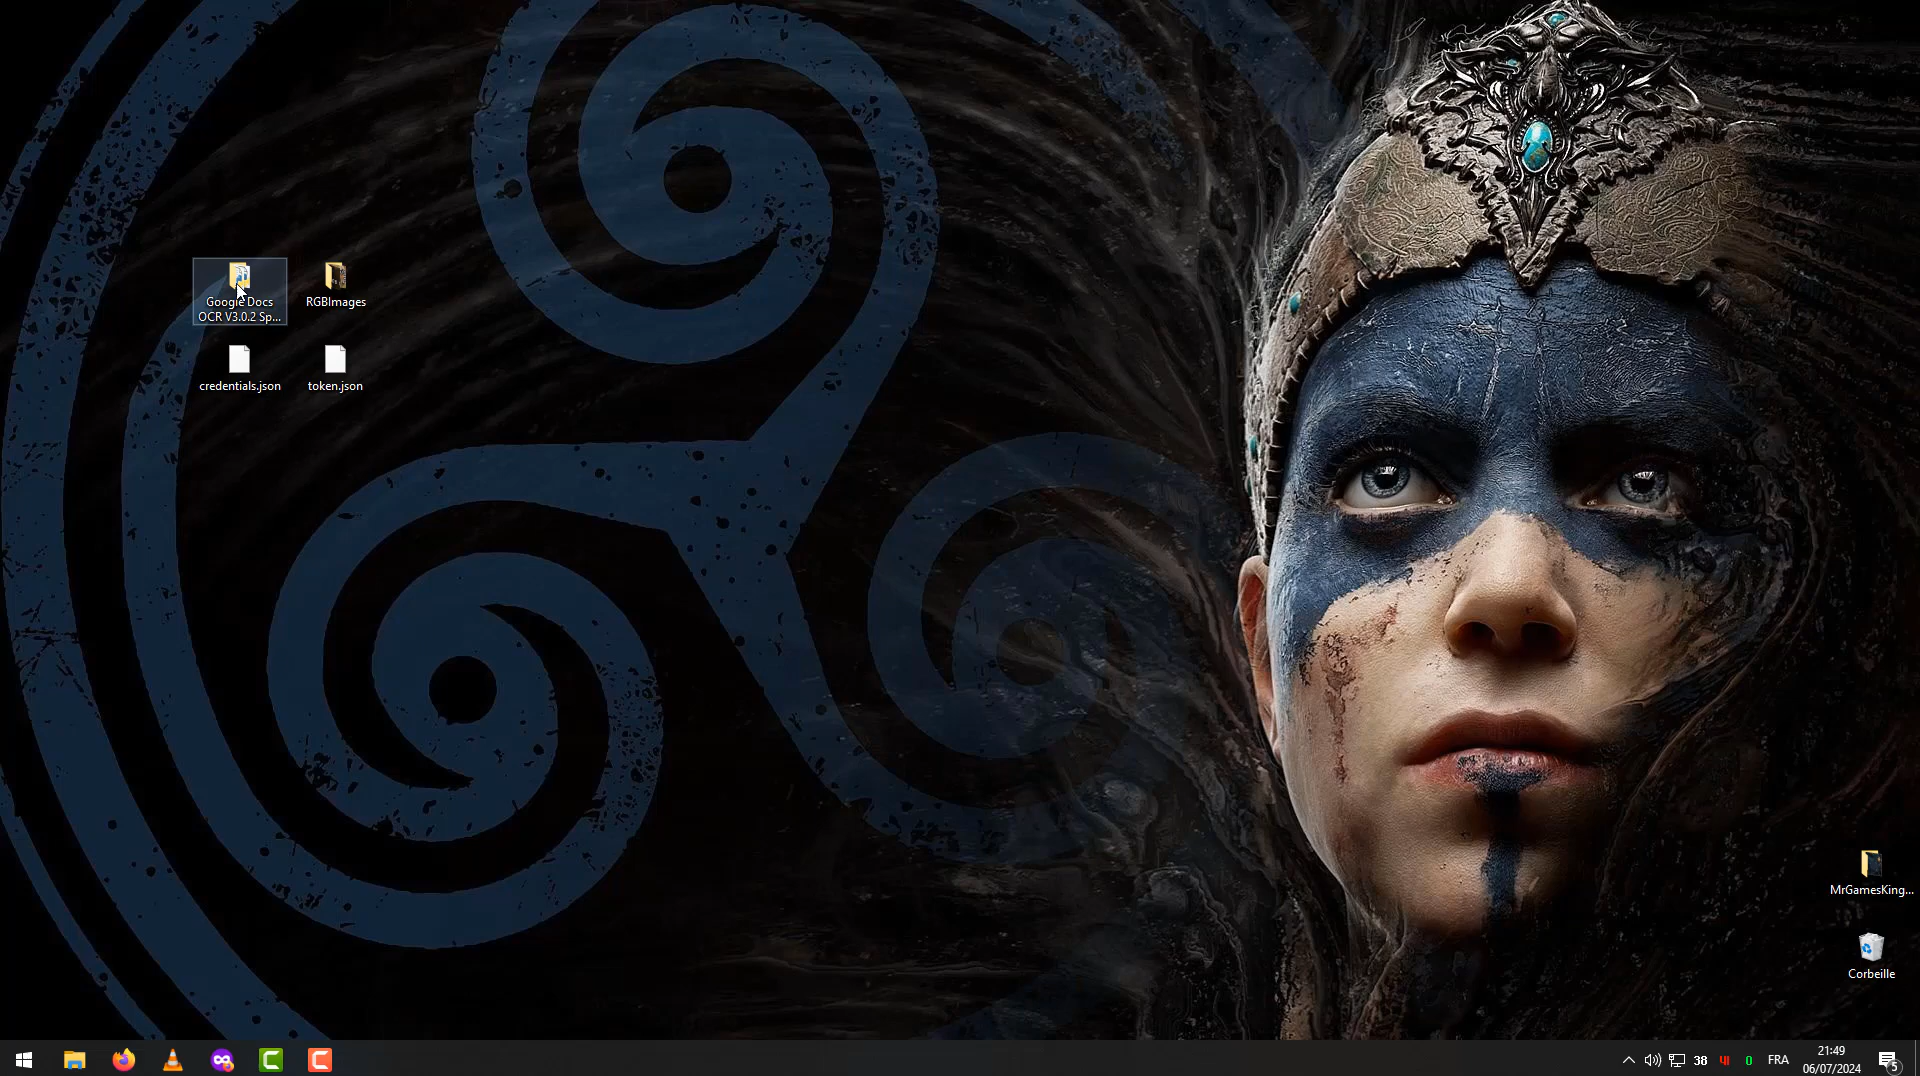 Google Docs
OCR V3.0.2 Sp...
RGBImages
credentials.json
token.json
MrGamesKing...
Corbeille
38
41
0
FRA
21:49
06/07/2024
5